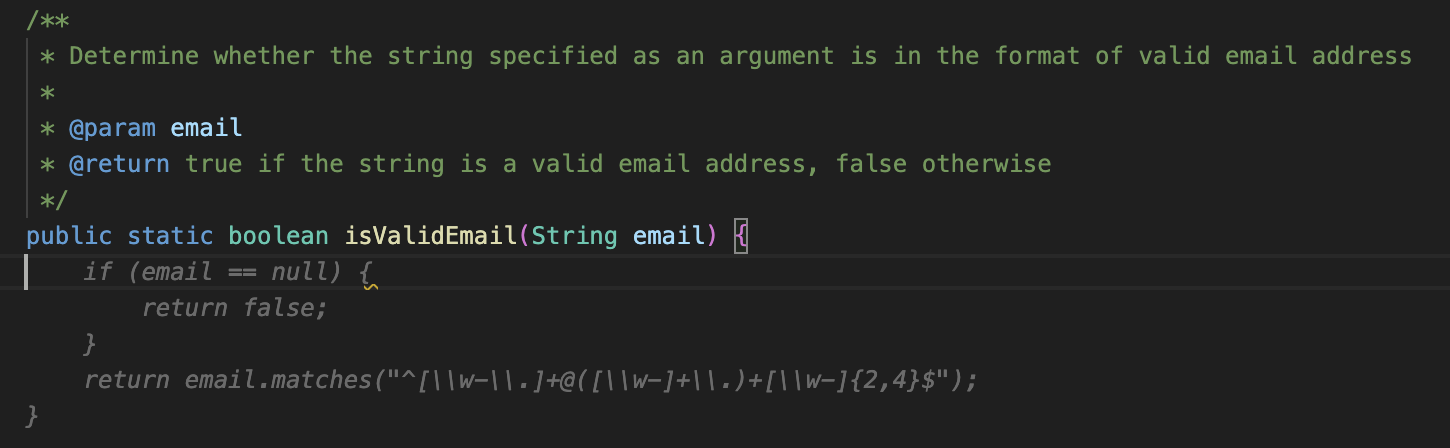 /**
 * Determine whether the string specified as an argument is in the format of valid email address
 *
 * @param email
 * @return true if the string is a valid email address, false otherwise
 */
public static boolean isValidEmail(String email) {
    if (email == null) {
        return false;
    }
    return email.matches("^[\\w-\\.]+@([\\w-]+\\.)+[\\w-]{2,4}$");
}